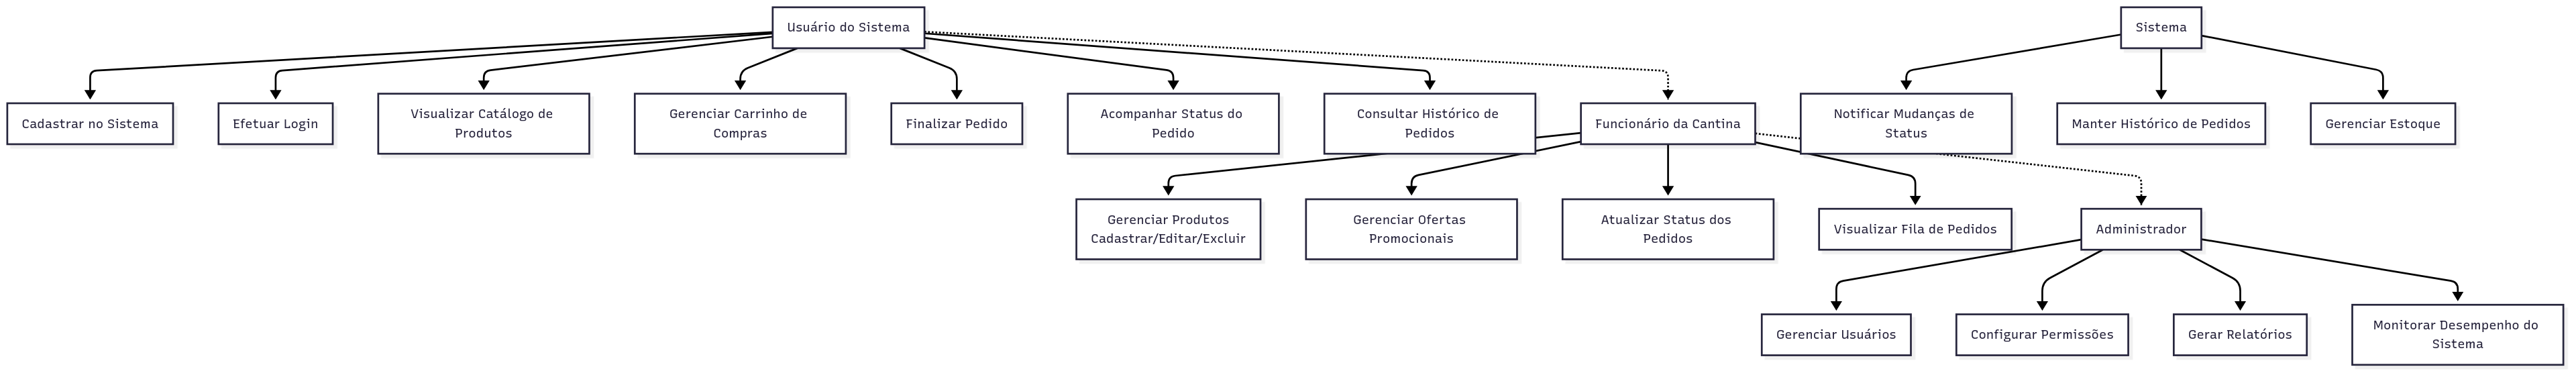 Usuário do Sistema
Sistema
Cadastrar no Sistema
Efetuar Login
Visualizar Catálogo de
Produtos
Gerenciar Carrinho de
Compras
Finalizar Pedido
Acompanhar Status do
Pedido
Consultar Histórico de
Pedidos
Funcionário da Cantina
Notificar Mudanças de
Status
Manter Histórico de Pedidos
Gerenciar Estoque
Gerenciar Produtos
Cadastrar/Editar/Excluir
Gerenciar Ofertas
Promocionais
Atualizar Status dos
Pedidos
Visualizar Fila de Pedidos
Administrador
Gerenciar Usuários
Configurar Permissões
Gerar Relatórios
Monitorar Desempenho do
Sistema